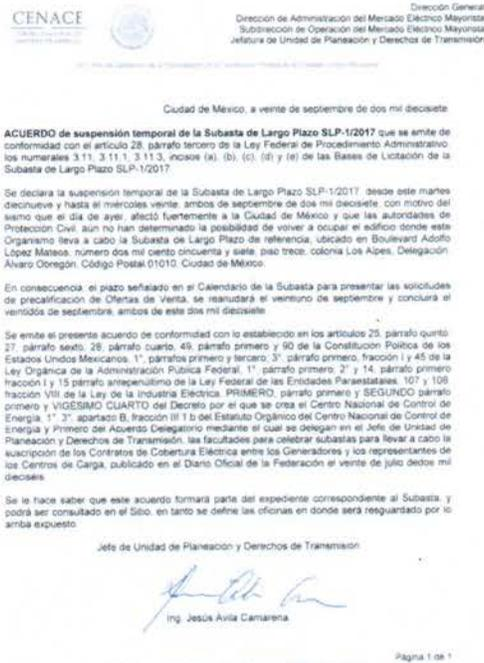 CENACE
Dirección General
Dirección de Administración del Mercado Eléctrico Mayorista
Subdirección de Operación del Mercado Eléctrico Mayorista
Jefatura de Unidad de Planeación y Derechos de Transmisión
Ciudad de México, a veinte de septiembre de dos mil diecisiete
ACUERDO de suspensión temporal de la Subasta de Largo Plazo SLP-1/2017 que se emite de
conformidad con el artículo 28, párrafo tercero de la Ley Federal de Procedimiento Administrativo,
los numerales 3.11, 3.11.1, 3.11.3, incisos (a), (b), (c), (d) y (e) de las Bases de Licitación de la
Subasta de Largo Plazo SLP-1/2017
Se declara la suspensión temporal de la Subasta de Largo Plazo SLP-1/2017, desde este martes
diecinueve y hasta el miércoles veinte, ambos de septiembre de dos mil diecisiete, con motivo del
sismo que el día de ayer, afectó fuertemente a la Ciudad de México y que las autoridades de
Protección Civil, aún no han determinado la posibilidad de volver a ocupar el edificio donde este
Organismo lleva a cabo la Subasta de Largo Plazo de referencia, ubicado en Boulevard Adolfo
López Mateos, número dos mil ciento cincuenta y siete, piso trece, colonia Los Alpes, Delegación
Álvaro Obregón, Código Postal 01010, Ciudad de México.
En consecuencia, el plazo señalado en el Calendario de la Subasta para presentar las solicitudes
de precalificación de Ofertas de Venta, se reanudará el veintiuno de septiembre y concluirá el
veintidós de septiembre, ambos de este dos mil diecisiete
Se emite el presente acuerdo de conformidad con lo establecido en los artículos 25, párrafo quinto,
27, párrafo sexto, 28, párrafo cuarto, 49, párrafo primero y 90 de la Constitución Política de los
Estados Unidos Mexicanos, 1°, párrafos primero y tercero, 3°, párrafo primero, fracción I y 45 de la
Ley Orgánica de la Administración Pública Federal, 1°, párrafo primero, 2° y 14, párrafo primero
fracción I y 15 párrafo antepenúltimo de la Ley Federal de las Entidades Paraestatales, 107 y 108
fracción VIII de la Ley de la Industria Eléctrica, PRIMERO, párrafo primero y SEGUNDO párrafo
primero y VIGÉSIMO CUARTO del Decreto por el que se crea el Centro Nacional de Control de
Energía, 1° 3°, apartado B, fracción III 1 b del Estatuto Orgánico del Centro Nacional de Control de
Energía y Primero del Acuerdo Delegatorio mediante el cual se delegan en el Jefe de Unidad de
Planeación y Derechos de Transmisión, las facultades para celebrar subastas para llevar a cabo la
suscripción de los Contratos de Cobertura Eléctrica entre los Generadores y los representantes de
los Centros de Carga, publicado en el Diario Oficial de la Federación el veinte de julio dedos mil
dieciséis
Se le hace saber que este acuerdo formará parte del expediente correspondiente al Subasta, y
podrá ser consultado en el Sitio, en tanto se define las oficinas en donde será resguardado por lo
arriba expuesto
Jefe de Unidad de Planeación y Derechos de Transmisión
Ing. Jesús Avila Camarena
Página 1 de 1